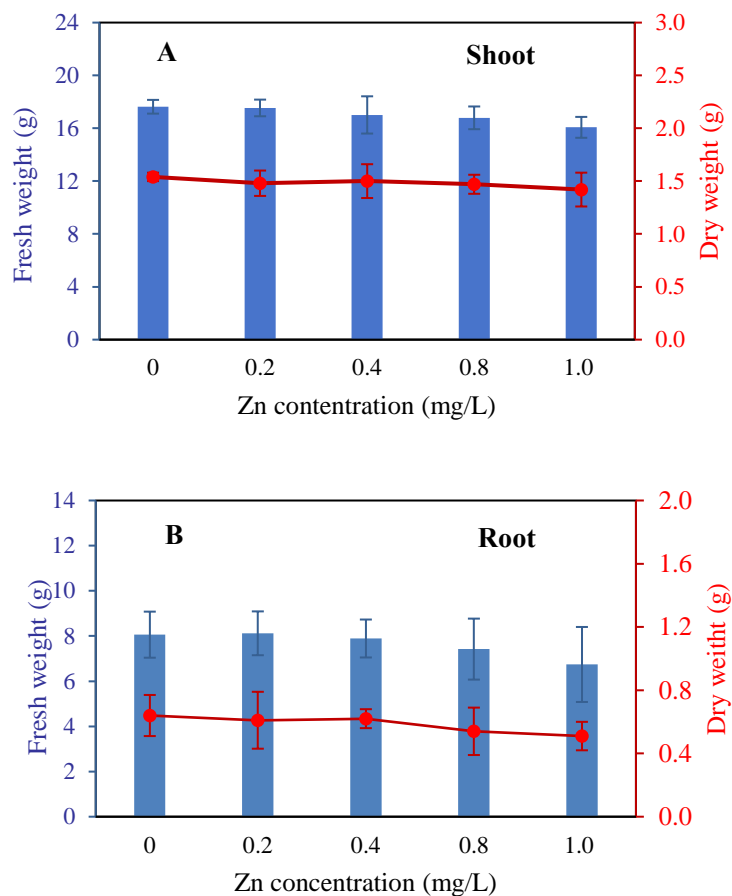 A
Shoot
Fresh weight (g)
24
20
16
12
8
4
0
Dry weight (g)
3.0
2.5
2.0
1.5
1.0
0.5
0.0
0 0.2 0.4 0.8 1.0
Zn contentration (mg/L)
B
Root
Fresh weight (g)
14
12
10
8
6
4
2
0
Dry weitht (g)
2.0
1.6
1.2
0.8
0.4
0.0
0 0.2 0.4 0.8 1.0
Zn concentration (mg/L)